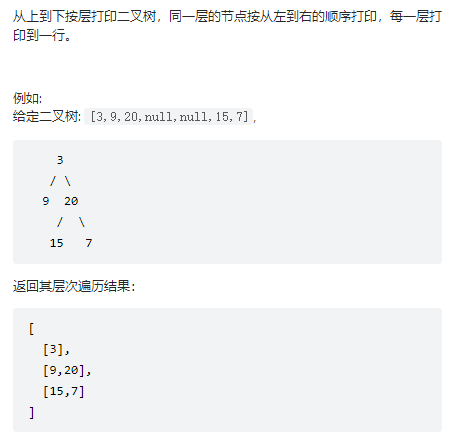 从上到下按层打印二叉树，同一层的节点按从左到右的顺序打印，每一层打
印到一行。
例如:
给定二叉树: [3,9,20,null,null,15,7],
3
/ \
9 20
/ \
15 7
返回其层次遍历结果：
[
[3],
[9,20],
[15,7]
]